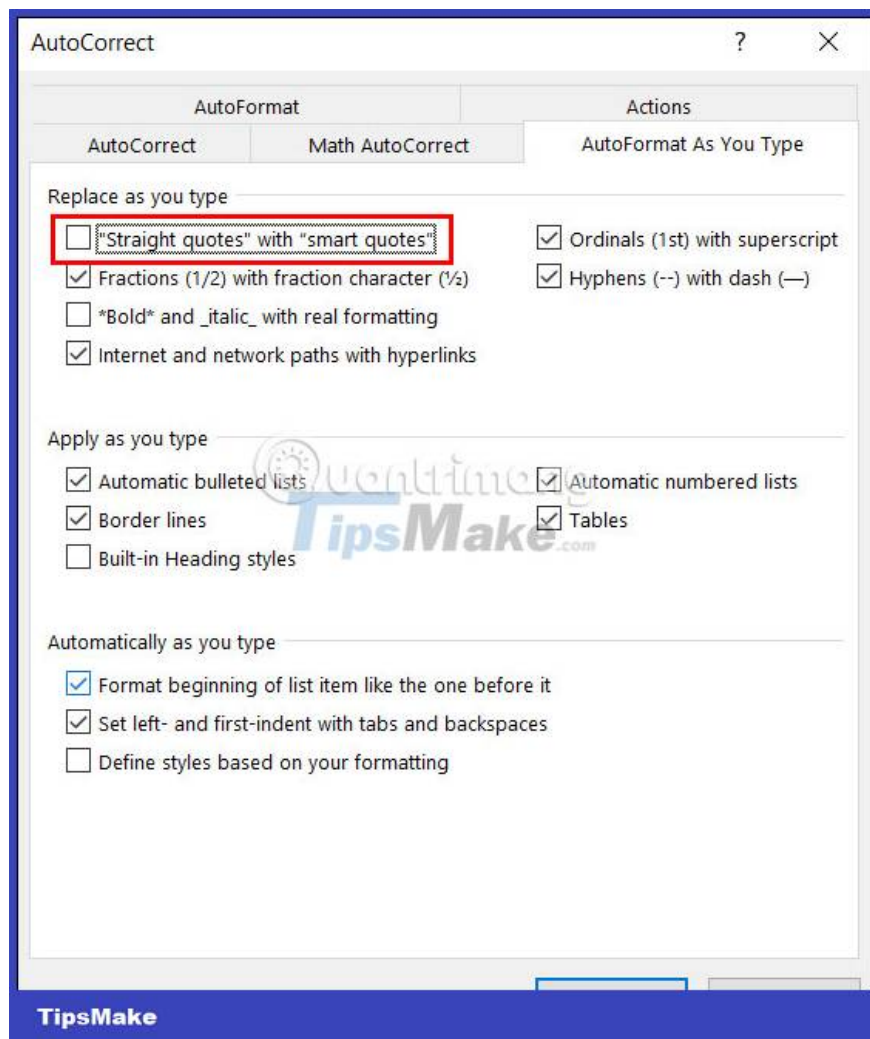 AutoCorrect ? ×
AutoFormat Actions
AutoCorrect Math AutoCorrect AutoFormat As You Type
Replace as you type
"Straight quotes" with “smart quotes” Ordinals (1st) with superscript
Fractions (1/2) with fraction character (½) Hyphens (--) with dash (—)
*Bold* and _italic_ with real formatting
Internet and network paths with hyperlinks
Apply as you type
Quantrimang
Automatic bulleted lists Automatic numbered lists
Border lines Tables
TipsMake.com
Built-in Heading styles
Automatically as you type
Format beginning of list item like the one before it
Set left- and first-indent with tabs and backspaces
Define styles based on your formatting
TipsMake